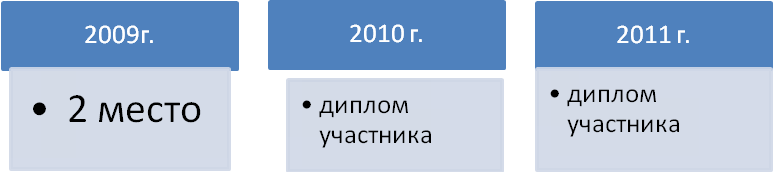 2009г.
• 2 место
2010 г.
• диплом
участника
2011 г.
• диплом
участника